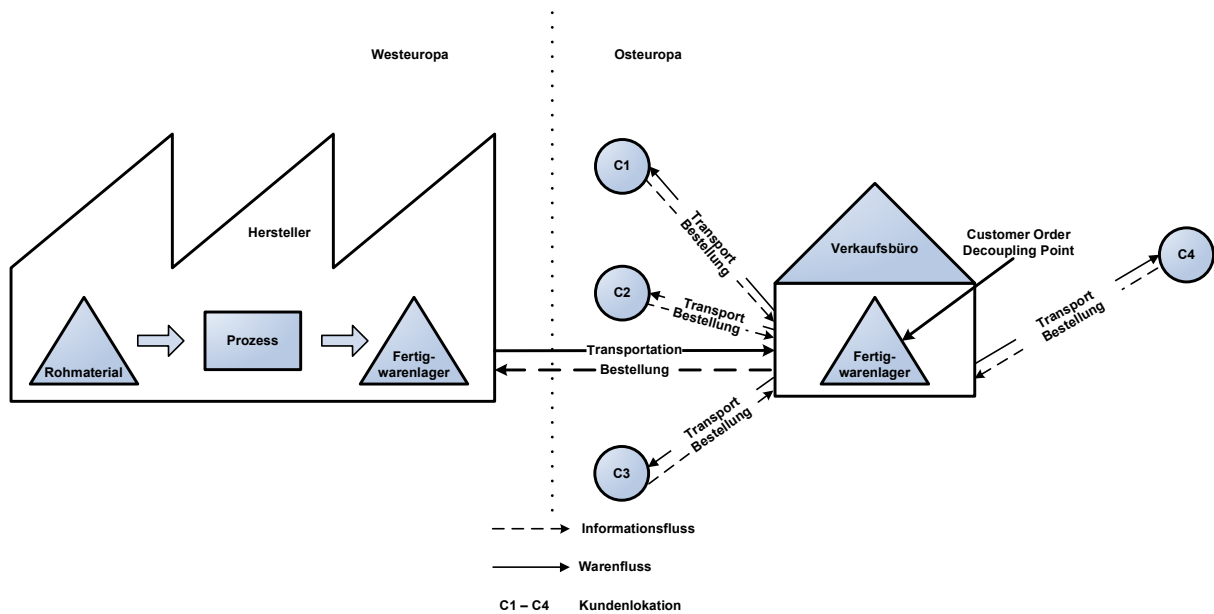 Westeuropa
Osteuropa
Hersteller
Rohmaterial
Prozess
Fertig-
warenlager
Transportation
Bestellung
C1
Transport
Bestellung
C2
Transport
Bestellung
C3
Transport
Bestellung
Verkaufsbüro
Fertig-
warenlager
Customer Order
Decoupling Point
C4
Transport
Bestellung
Informationsfluss
Warenfluss
C1 – C4 Kundenlokation